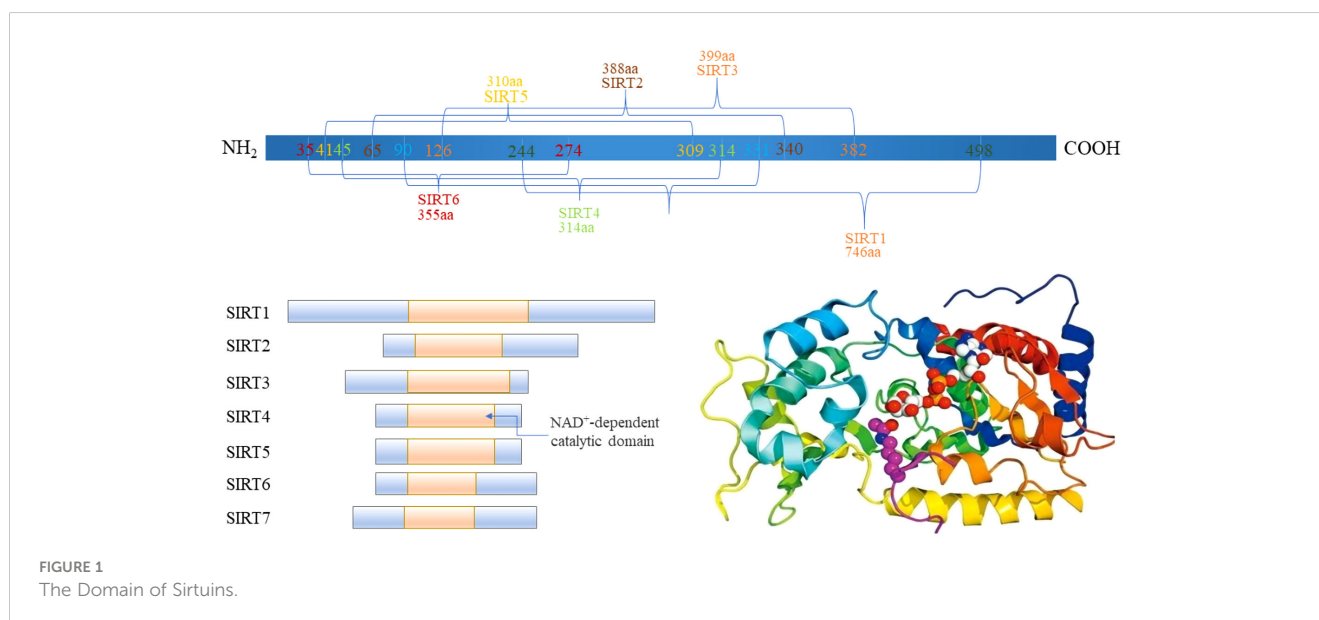 399aa
SIRT3
388aa
SIRT2
310aa
SIRT5
NH₂ 35 41 45 65 90 126 244 274 309 314 340 382 498 COOH
SIRT6
355aa
SIRT4
314aa
SIRT1
746aa
SIRT1
SIRT2
SIRT3
SIRT4
SIRT5
SIRT6
SIRT7
NAD⁺-dependent
catalytic domain
FIGURE 1
The Domain of Sirtuins.